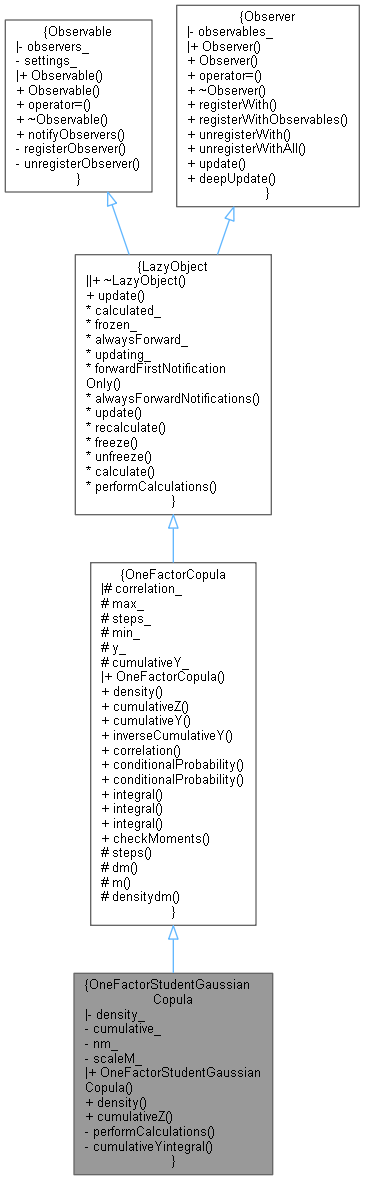 {Observable
|- observers_
- settings_
|+ Observable()
+ Observable()
+ operator=()
+ ~Observable()
+ notifyObservers()
- registerObserver()
- unregisterObserver()
}
{Observer
|- observables_
|+ Observer()
+ Observer()
+ operator=()
+ ~Observer()
+ registerWith()
+ registerWithObservables()
+ unregisterWith()
+ unregisterWithAll()
+ update()
+ deepUpdate()
}
{LazyObject
||+ ~LazyObject()
+ update()
* calculated_
* frozen_
* alwaysForward_
* updating_
* forwardFirstNotification
Only()
* alwaysForwardNotifications()
* update()
* recalculate()
* freeze()
* unfreeze()
* calculate()
* performCalculations()
}
{OneFactorCopula
|# correlation_
# max_
# steps_
# min_
# y_
# cumulativeY_
|+ OneFactorCopula()
+ density()
+ cumulativeZ()
+ cumulativeY()
+ inverseCumulativeY()
+ correlation()
+ conditionalProbability()
+ conditionalProbability()
+ integral()
+ integral()
+ integral()
+ checkMoments()
# steps()
# dm()
# m()
# densitydm()
}
{OneFactorStudentGaussian
Copula
|- density_
- cumulative_
- nm_
- scaleM_
|+ OneFactorStudentGaussian
Copula()
+ density()
+ cumulativeZ()
- performCalculations()
- cumulativeYintegral()
}